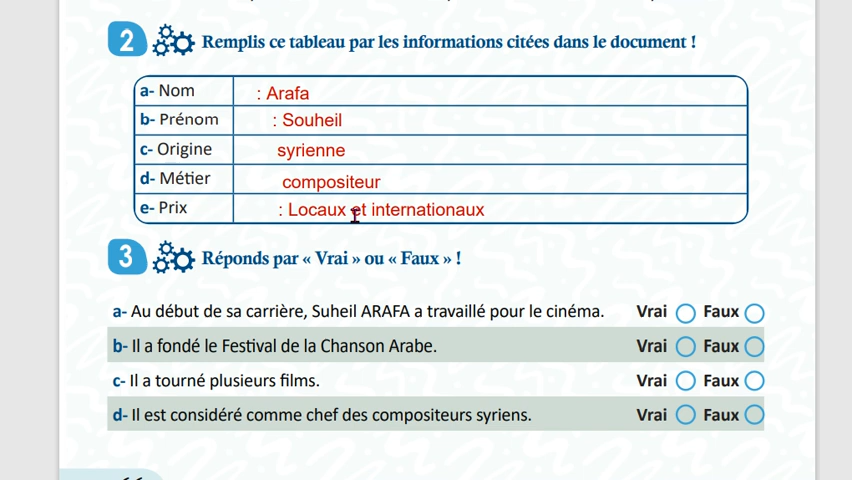 2 Remplis ce tableau par les informations citées dans le document !
a- Nom : Arafa
b- Prénom : Souheil
c- Origine syrienne
d- Métier compositeur
e- Prix : Locaux et internationaux
3 Réponds par « Vrai » ou « Faux » !
a- Au début de sa carrière, Suheil ARAFA a travaillé pour le cinéma. Vrai Faux
b- Il a fondé le Festival de la Chanson Arabe. Vrai Faux
c- Il a tourné plusieurs films. Vrai Faux
d- Il est considéré comme chef des compositeurs syriens. Vrai Faux